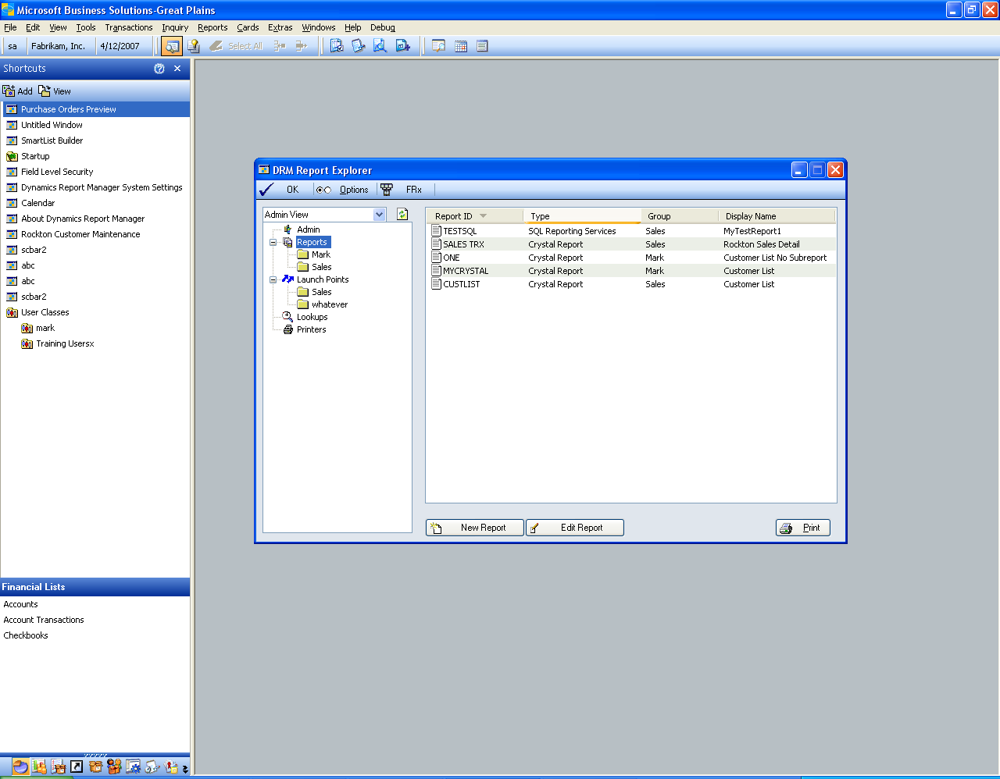 Microsoft Business Solutions-Great Plains
File Edit View Tools Transactions Inquiry Reports Cards Extras Windows Help Debug
sa Fabrikam, Inc. 4/12/2007 Select All
Shortcuts
Add View
Purchase Orders Preview
Untitled Window
SmartList Builder
Startup
Field Level Security
Dynamics Report Manager System Settings
Calendar
About Dynamics Report Manager
Rockton Customer Maintenance
scbar2
abc
abc
scbar2
User Classes
mark
Training Usersx
Financial Lists
Accounts
Account Transactions
Checkbooks
DRM Report Explorer
OK Options FRx
Admin View
Admin
Reports
Mark
Sales
Launch Points
Sales
whatever
Lookups
Printers
Report ID Type Group Display Name
TESTSQL SQL Reporting Services Sales MyTestReport1
SALES TRX Crystal Report Sales Rockton Sales Detail
ONE Crystal Report Mark Customer List No Subreport
MYCRYSTAL Crystal Report Mark Customer List
CUSTLIST Crystal Report Sales Customer List
New Report Edit Report Print